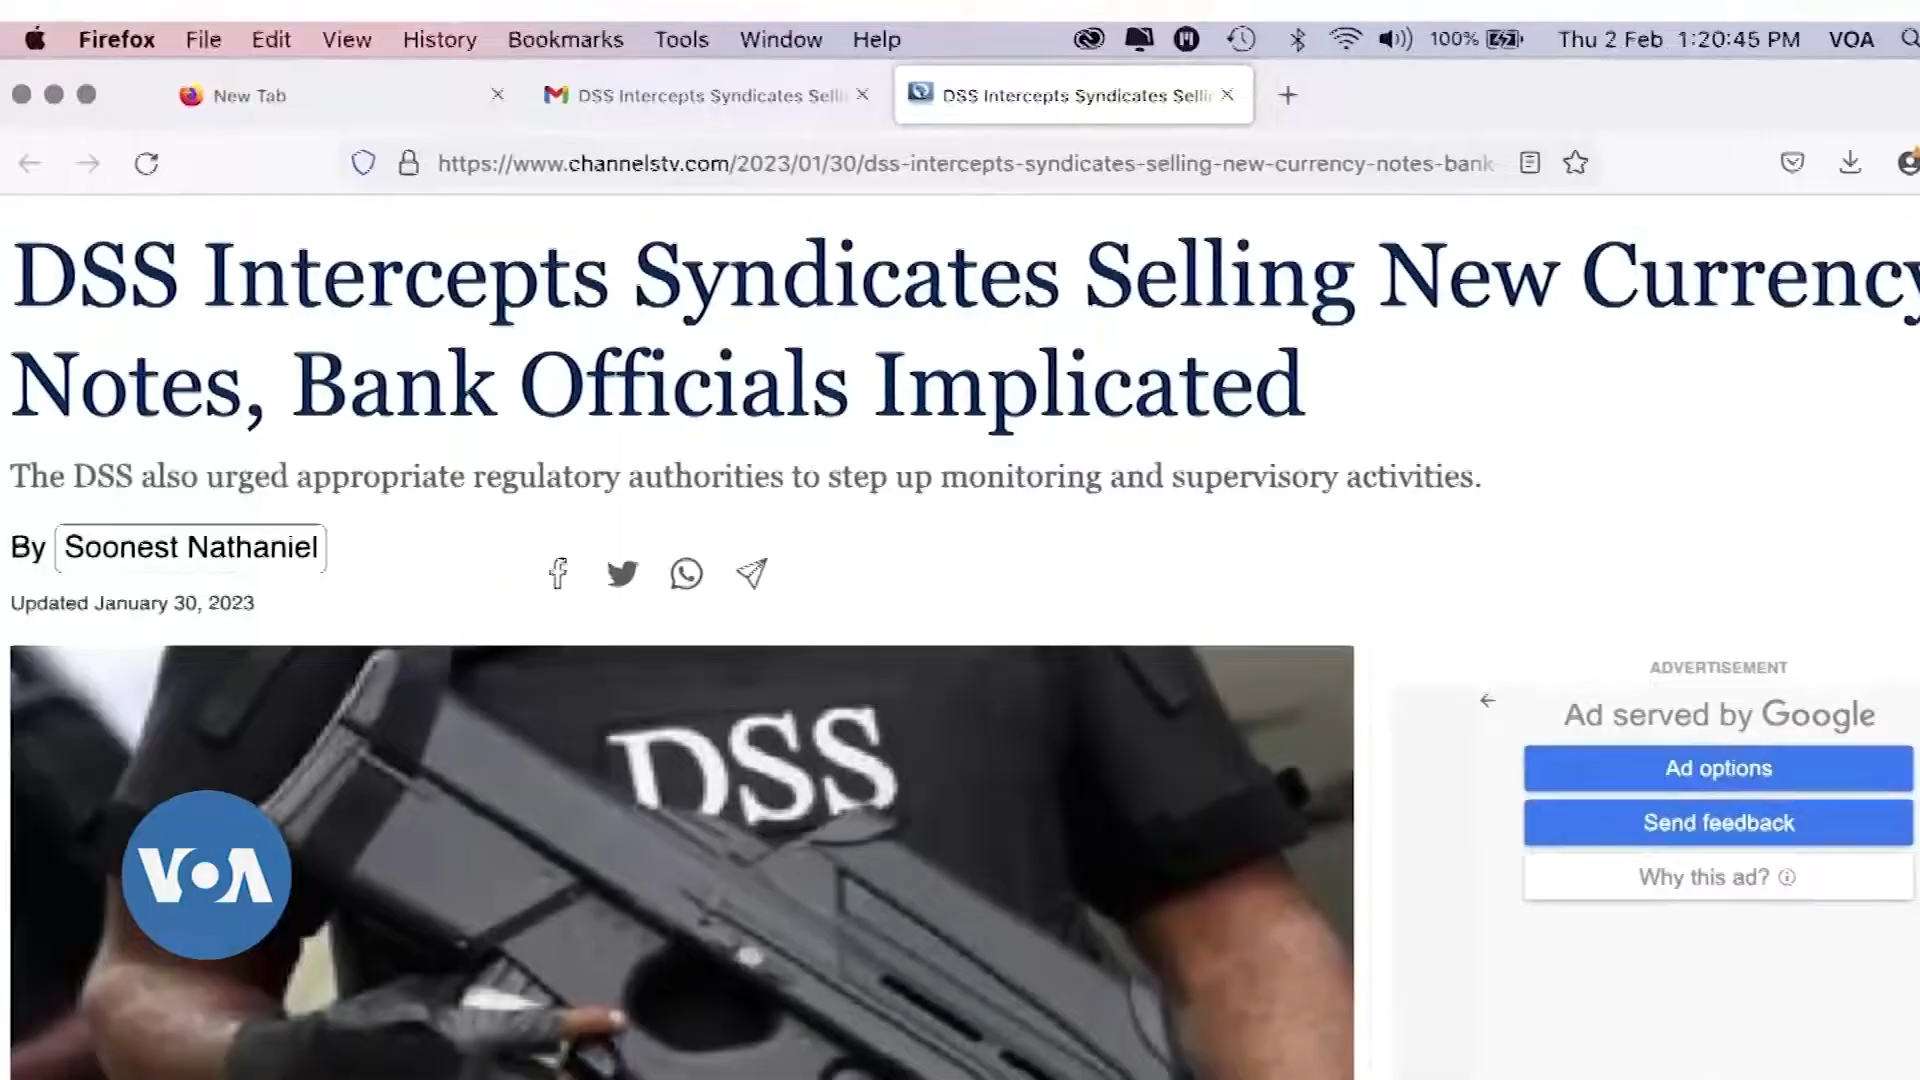 Firefox File Edit View History Bookmarks Tools Window Help 100% Thu 2 Feb 1:20:45 PM VOA
New Tab DSS Intercepts Syndicates Selli DSS Intercepts Syndicates Sellin
https://www.channelstv.com/2023/01/30/dss-intercepts-syndicates-selling-new-currency-notes-bank-
DSS Intercepts Syndicates Selling New Currency
Notes, Bank Officials Implicated
The DSS also urged appropriate regulatory authorities to step up monitoring and supervisory activities.
By Soonest Nathaniel
Updated January 30, 2023
ADVERTISEMENT
Ad served by Google
Ad options
Send feedback
Why this ad?
DSS
VOA